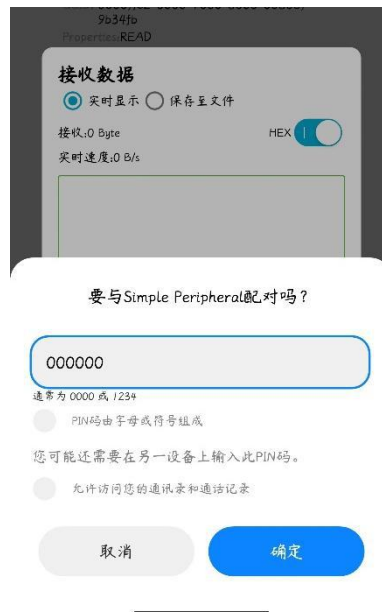 9b34fb
Properties:READ
接收数据
实时显示 保存至文件
接收:0 Byte HEX
实时速度:0 B/s
要与Simple Peripheral配对吗？
000000
通常为 0000 或 1234
PIN码由字母或符号组成
您可能还需要在另一设备上输入此PIN码。
允许访问您的通讯录和通话记录
取消 确定